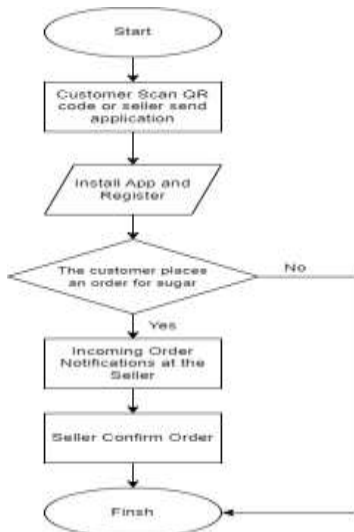 Start
Customer Scan QR
code or seller send
application
Install App and
Register
The customer places
an order for sugar
No
Yes
Incoming Order
Notifications at the
Seller
Seller Confirm Order
Finsh